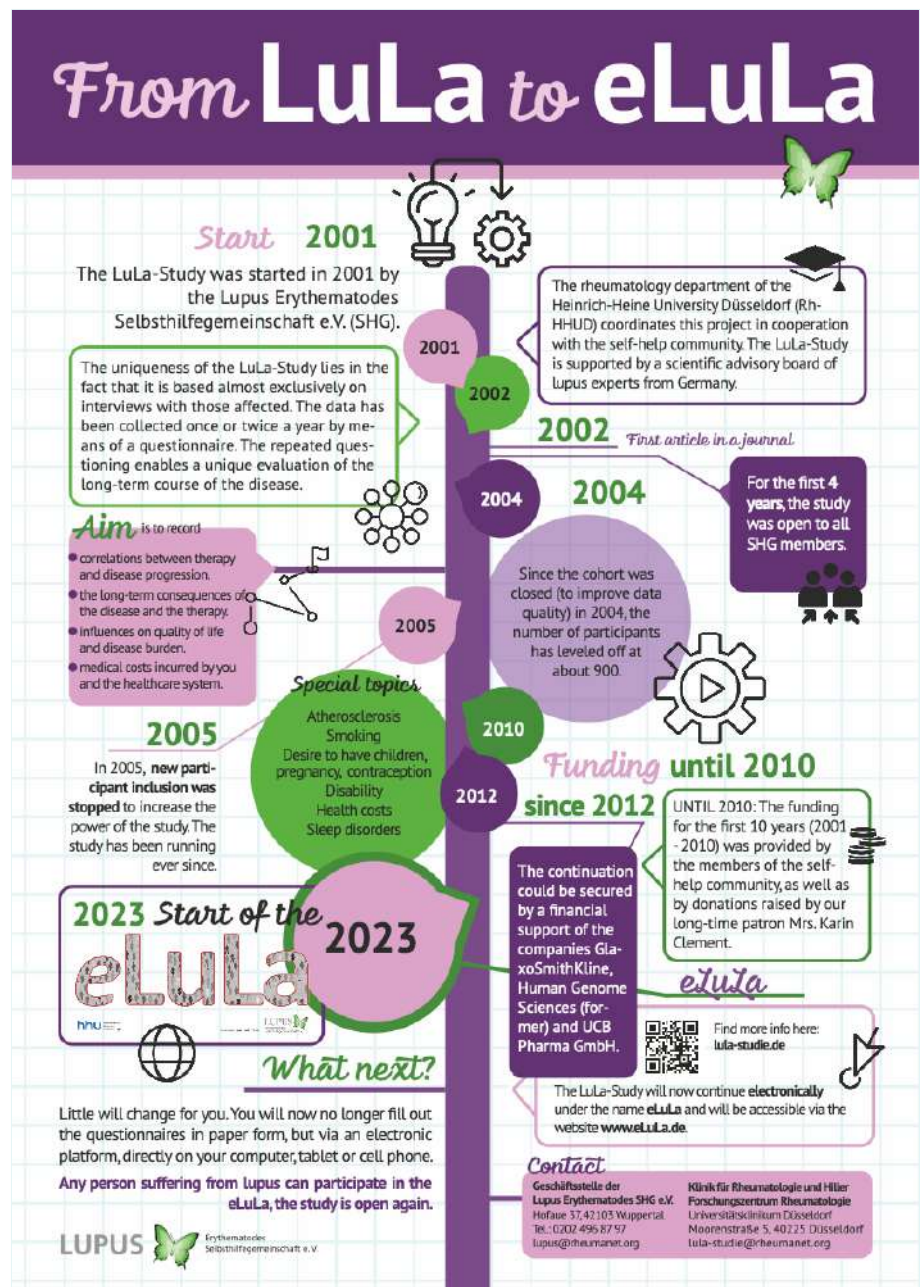 From LuLa to eLuLa
Start 2001
The LuLa-Study was started in 2001 by
the Lupus Erythematodes
Selbsthilfegemeinschaft e.V. (SHG).
The rheumatology department of the
Heinrich-Heine University Düsseldorf (Rh-
HHUD) coordinates this project in cooperation
with the self-help community. The LuLa-Study
is supported by a scientific advisory board of
lupus experts from Germany.
2001
The uniqueness of the LuLa-Study lies in the
fact that it is based almost exclusively on
interviews with those affected. The data has
been collected once or twice a year by me-
ans of a questionnaire. The repeated ques-
tioning enables a unique evaluation of the
long-term course of the disease.
2002
2002 First article in a journal
2004
2004
For the first 4
years, the study
was open to all
SHG members.
Aim is to record
correlations between therapy
and disease progression.
the long-term consequences of
the disease and the therapy.
influences on quality of life
and disease burden.
medical costs incurred by you
and the healthcare system.
Since the cohort was
closed (to improve data
quality) in 2004, the
number of participants
has leveled off at
about 900.
2005
Special topics
Atherosclerosis
Smoking
Desire to have children,
pregnancy, contraception
Disability
Health costs
Sleep disorders
2005
In 2005, new parti-
cipant inclusion was
stopped to increase the
power of the study. The
study has been running
ever since.
2010
Funding until 2010
2012
since 2012
UNTIL 2010: The funding
for the first 10 years (2001
- 2010) was provided by
the members of the self-
help community, as well as
by donations raised by our
long-time patron Mrs. Karin
Clement.
The continuation
could be secured
by a financial
support of the
companies Gla-
xoSmithKline,
Human Genome
Sciences (for-
mer) and UCB
Pharma GmbH.
2023 Start of the
eLuLa
hhu
LUPUS
2023
eLuLa
Find more info here:
lula-studie.de
The LuLa-Study will now continue electronically
under the name eLuLa and will be accessible via the
website www.eLuLa.de.
What next?
Little will change for you. You will now no longer fill out
the questionnaires in paper form, but via an electronic
platform, directly on your computer, tablet or cell phone.
Any person suffering from lupus can participate in the
eLuLa, the study is open again.
LUPUS Erythematodes
Selbsthilfegemeinschaft e.V.
Contact
Geschäftsstelle der
Lupus Erythematodes SHG e.V.
Hofaue 37, 42103 Wuppertal
Tel.: 0202 496 87 97
lupus@rheumanet.org
Klinik für Rheumatologie und Hiller
Forschungszentrum Rheumatologie
Universitätsklinikum Düsseldorf
Moorenstraße 5, 40225 Düsseldorf
lula-studie@rheumanet.org